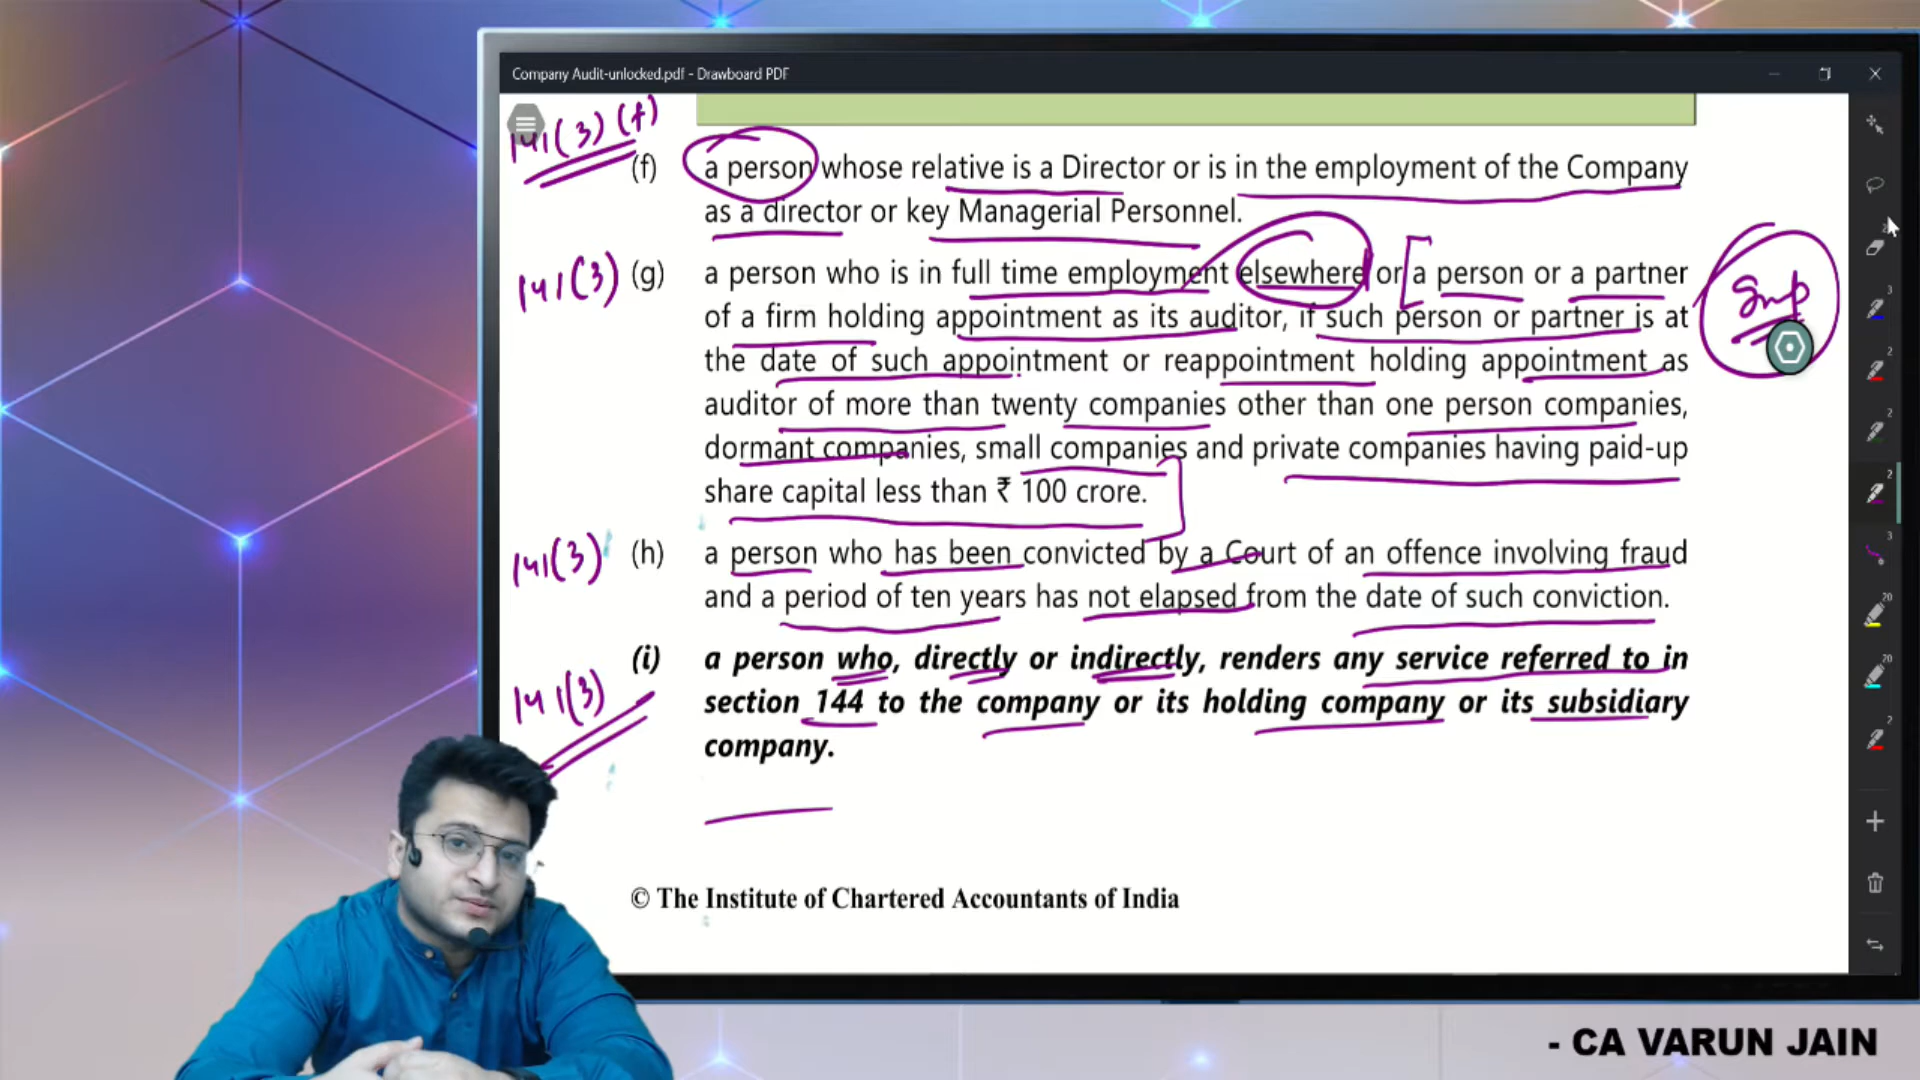 Company Audit-unlocked.pdf - Drawboard PDF
141(3) (f)
(f) a person whose relative is a Director or is in the employment of the Company
as a director or key Managerial Personnel.
141(3) (g) a person who is in full time employment elsewhere or a person or a partner
of a firm holding appointment as its auditor, if such person or partner is at
the date of such appointment or reappointment holding appointment as
auditor of more than twenty companies other than one person companies,
dormant companies, small companies and private companies having paid-up
share capital less than ₹ 100 crore.
Imp
141(3) (h) a person who has been convicted by a Court of an offence involving fraud
and a period of ten years has not elapsed from the date of such conviction.
(i) a person who, directly or indirectly, renders any service referred to in
141(3) section 144 to the company or its holding company or its subsidiary
company.
© The Institute of Chartered Accountants of India
- CA VARUN JAIN